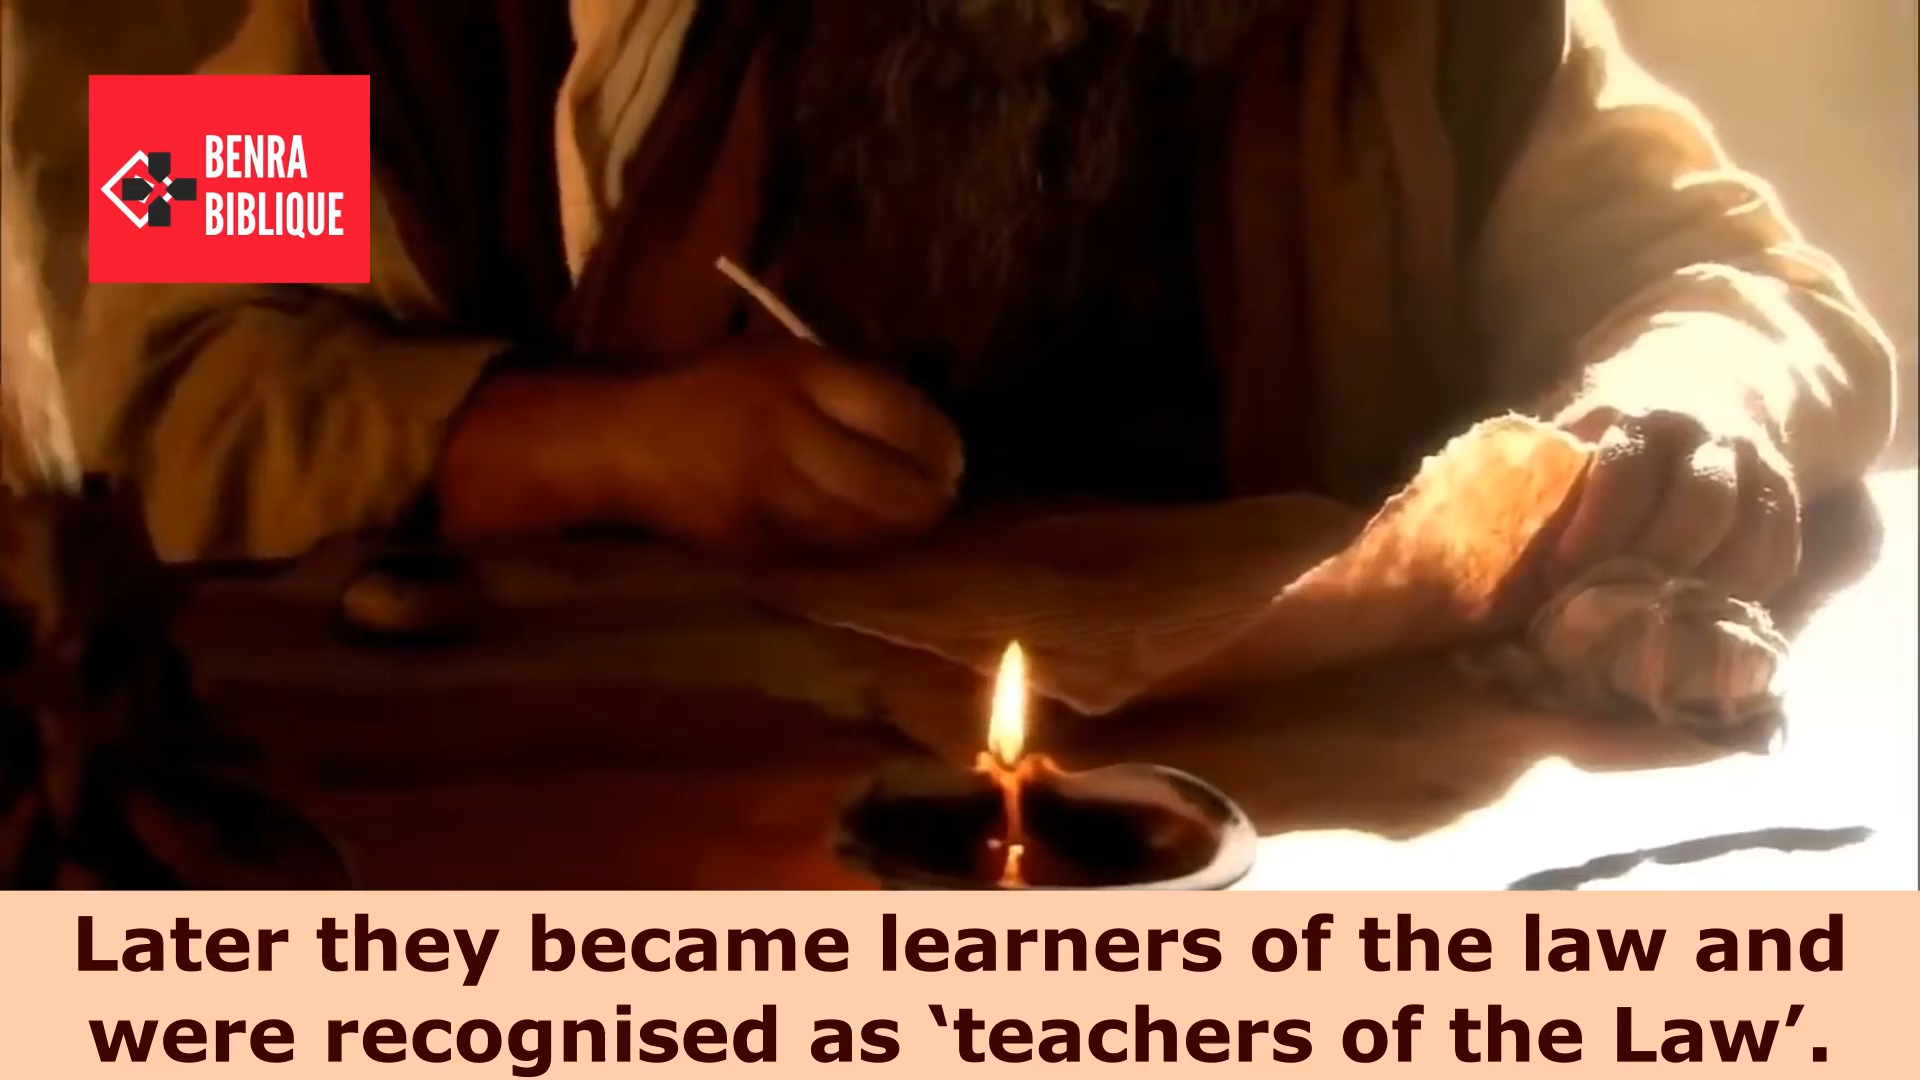 BENRA
BIBLIQUE
Later they became learners of the law and
were recognised as ‘teachers of the Law’.